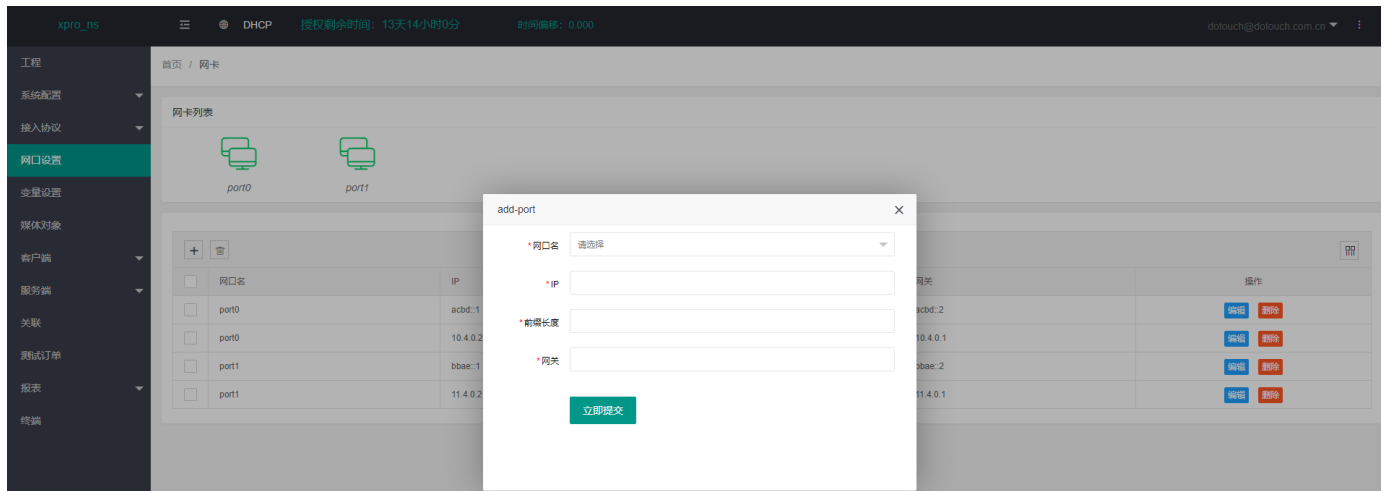 xpro_ns DHCP 授权剩余时间：13天14小时0分 时间偏移：0.000 dotouch@dotouch.com.cn
工程
系统配置
接入协议
网口设置
变量设置
媒体对象
客户端
服务端
关联
测试订单
报表
终端
首页 / 网卡
网卡列表
port0 port1
网口名 IP 网关 操作
port0 acbd::1 acbd::2 编辑 删除
port0 10.4.0.2 10.4.0.1 编辑 删除
port1 bbae::1 bbae::2 编辑 删除
port1 11.4.0.2 11.4.0.1 编辑 删除
add-port
*网口名 请选择
*IP
*前缀长度
*网关
立即提交